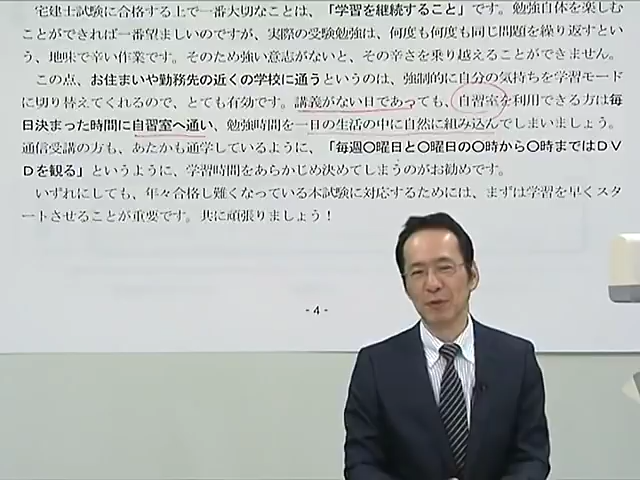 宅建士試験に合格する上で一番大切なことは、「学習を継続すること」です。勉強自体を楽しむ
ことができれば一番望ましいのですが、実際の受験勉強は、何度も何度も同じ問題を繰り返すとい
う、地味で辛い作業です。そのため強い意志がないと、その辛さを乗り越えることができません。
この点、お住まいや勤務先の近くの学校に通うというのは、強制的に自分の気持ちを学習モード
に切り替えてくれるので、とても有効です。講義がない日であっても、自習室を利用できる方は毎
日決まった時間に自習室へ通い、勉強時間を一日の生活の中に自然に組み込んでしまいましょう。
通信受講の方も、あたかも通学しているように、「毎週〇曜日と〇曜日の〇時から〇時まではDV
Dを観る」というように、学習時間をあらかじめ決めてしまうのがお勧めです。
いずれにしても、年々合格し難くなっている本試験に対応するためには、まずは学習を早くスタ
ートさせることが重要です。共に頑張りましょう！
- 4 -